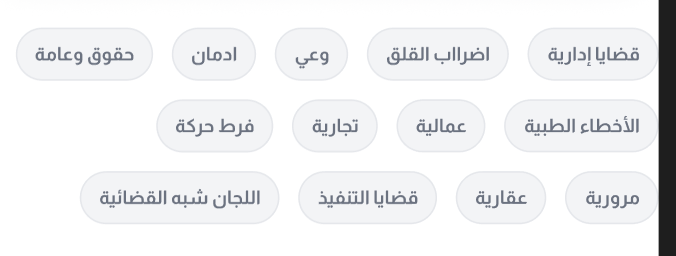 قضايا إدارية اضرااب القلق وعي ادمان حقوق وعامة
الأخطاء الطبية عمالية تجارية فرط حركة
مرورية عقارية قضايا التنفيذ اللجان شبه القضائية